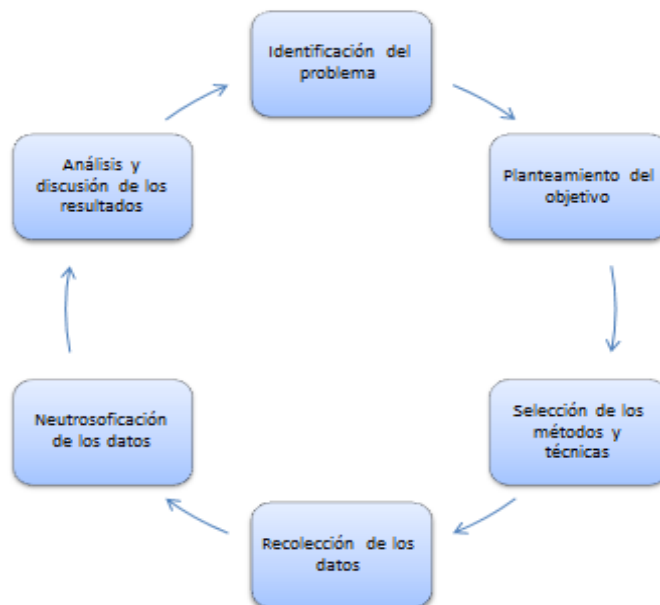 Identificación del
problema
Planteamiento del
objetivo
Selección de los
métodos y
técnicas
Recolección de los
datos
Neutrosoficación
de los datos
Análisis y
discusión de los
resultados